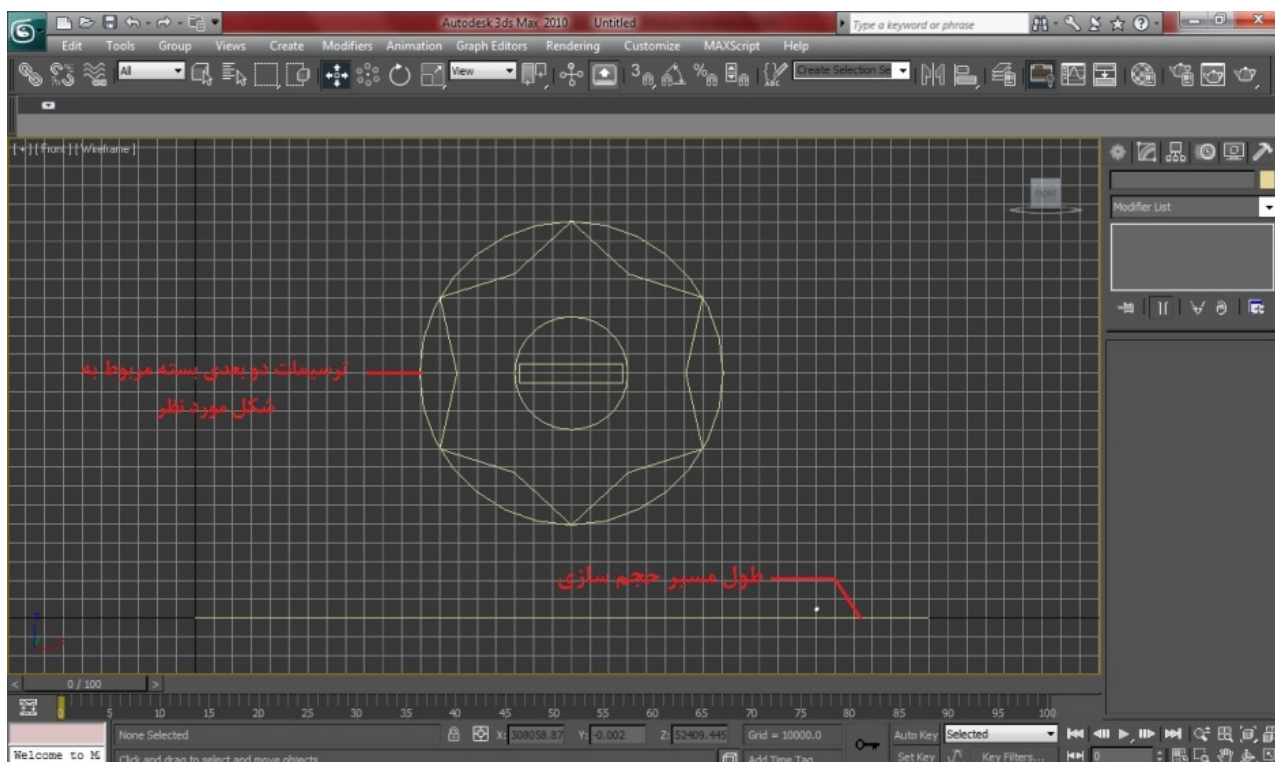 Autodesk 3ds Max 2010 Untitled
Type a keyword or phrase
Edit Tools Group Views Create Modifiers Animation Graph Editors Rendering Customize MAXScript Help
All
View
3
Create Selection Se
[ + ] [ Front ] [ Wireframe ]
FRONT
Modifier List
ترسیمات دو بعدی بسته مربوط به
شکل مورد نظر
طول مسیر حجم سازی
z
x
< 0 / 100 >
0 5 10 15 20 25 30 35 40 45 50 55 60 65 70 75 80 85 90 95 100
None Selected
X: 308058.87 Y: -0.002 Z: 52409.445
Grid = 10000.0
Auto Key Selected
Welcome to M
Click and drag to select and move objects
Add Time Tag
Set Key Key Filters...
0